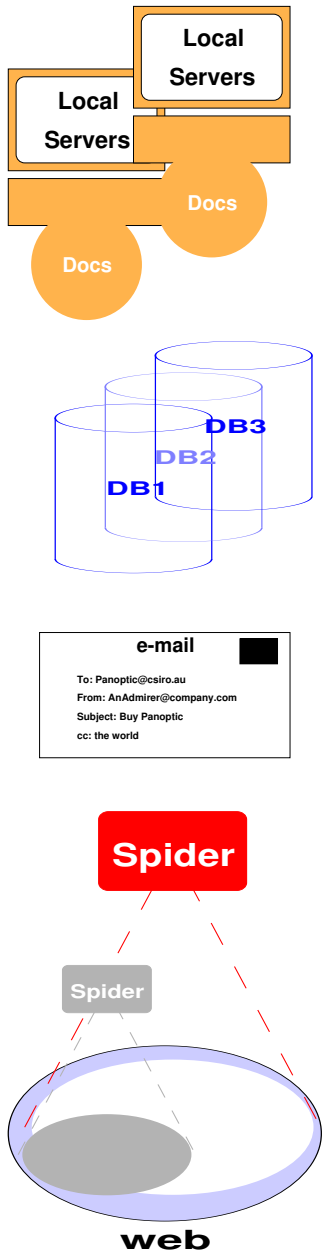 Local
Servers
Local
Servers
Docs
Docs
DB3
DB2
DB1
e-mail
To: Panoptic@csiro.au
From: AnAdmirer@company.com
Subject: Buy Panoptic
cc: the world
Spider
Spider
web